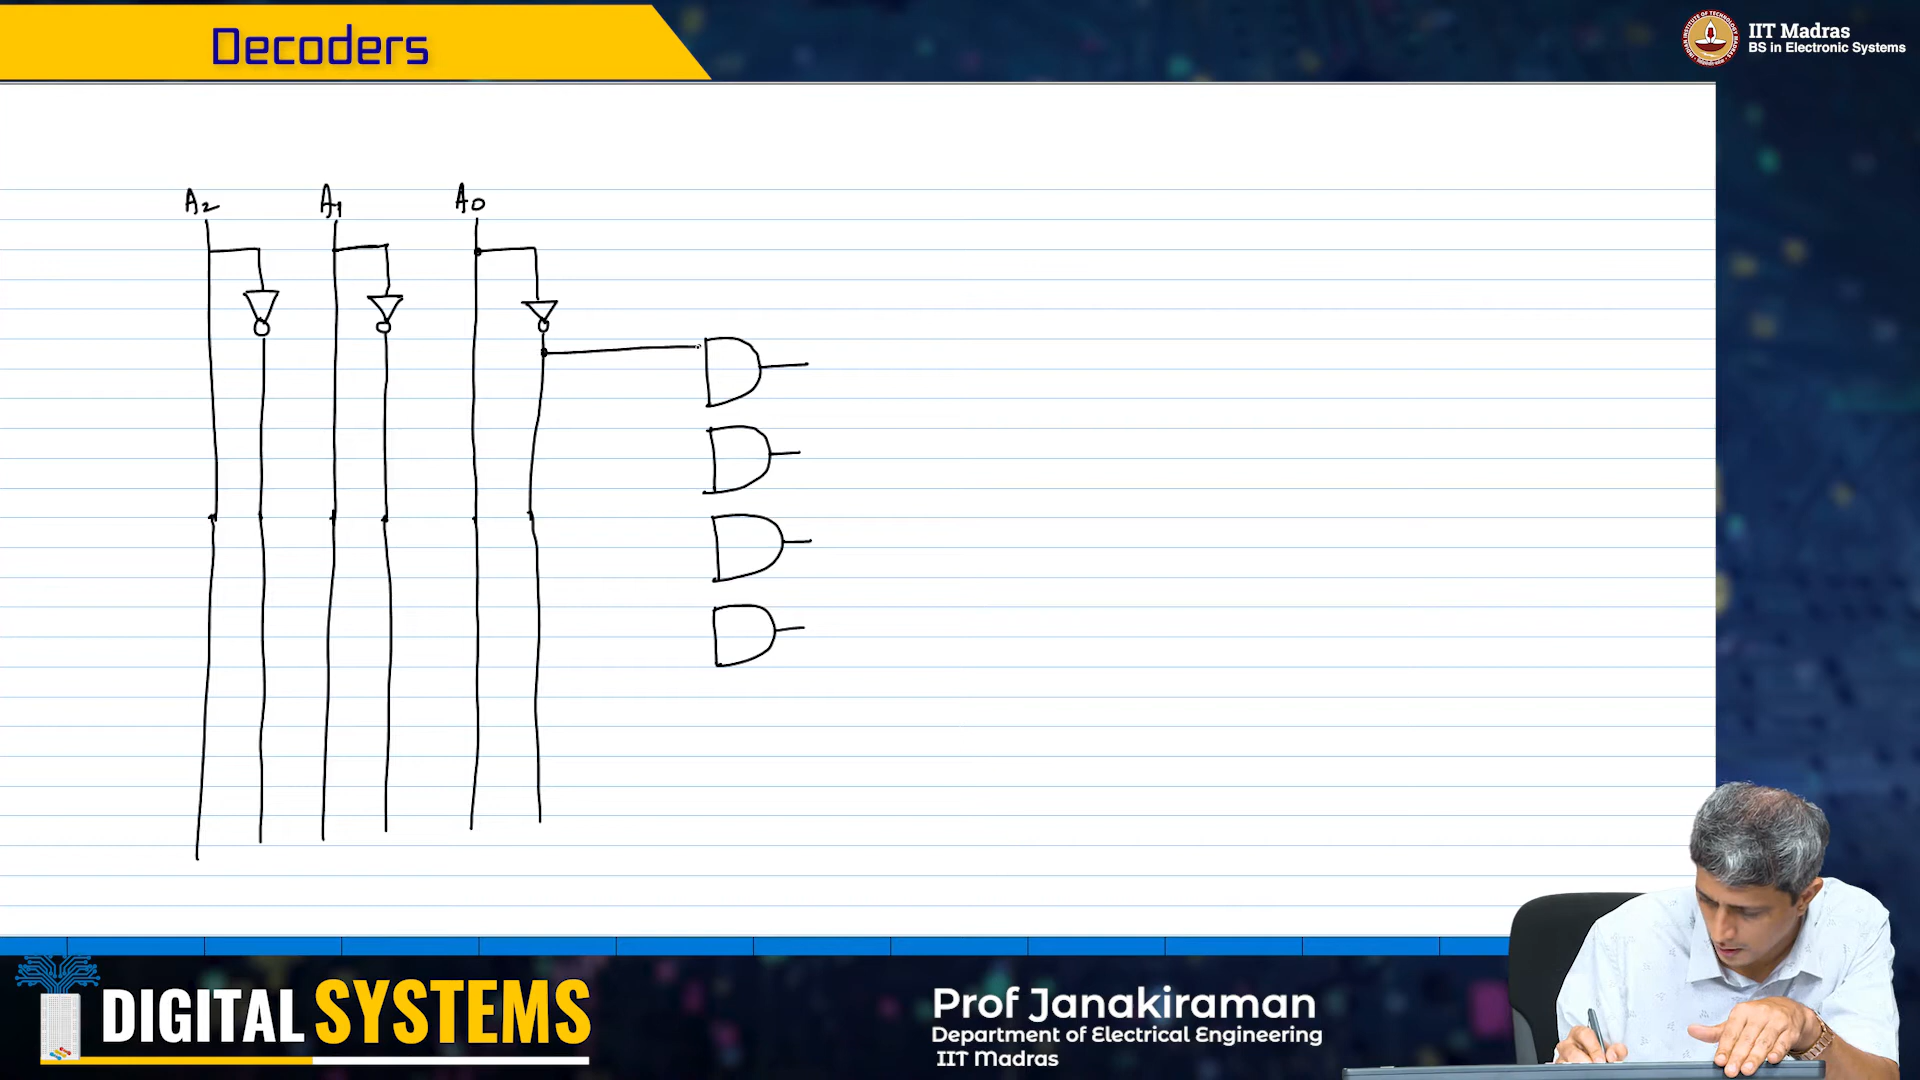 Decoders
IIT Madras
BS in Electronic Systems
A2 A1 A0
DIGITAL SYSTEMS
Prof Janakiraman
Department of Electrical Engineering
IIT Madras